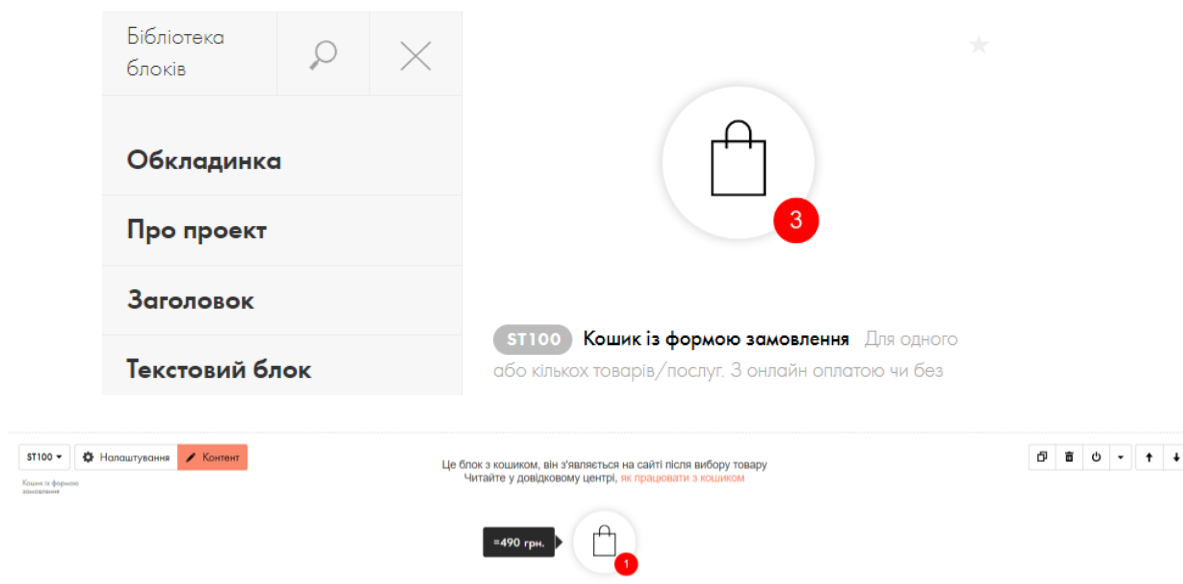 Бібліотека
блоків
Обкладинка
Про проект
Заголовок
Текстовий блок
3
ST100 Кошик із формою замовлення Для одного
або кількох товарів/послуг. З онлайн оплатою чи без
ST100 Налаштування Контент
Кошик із формою
замовлення
Це блок з кошиком, він з'являється на сайті після вибору товару
Читайте у довідковому центрі, як працювати з кошиком
=490 грн.
1